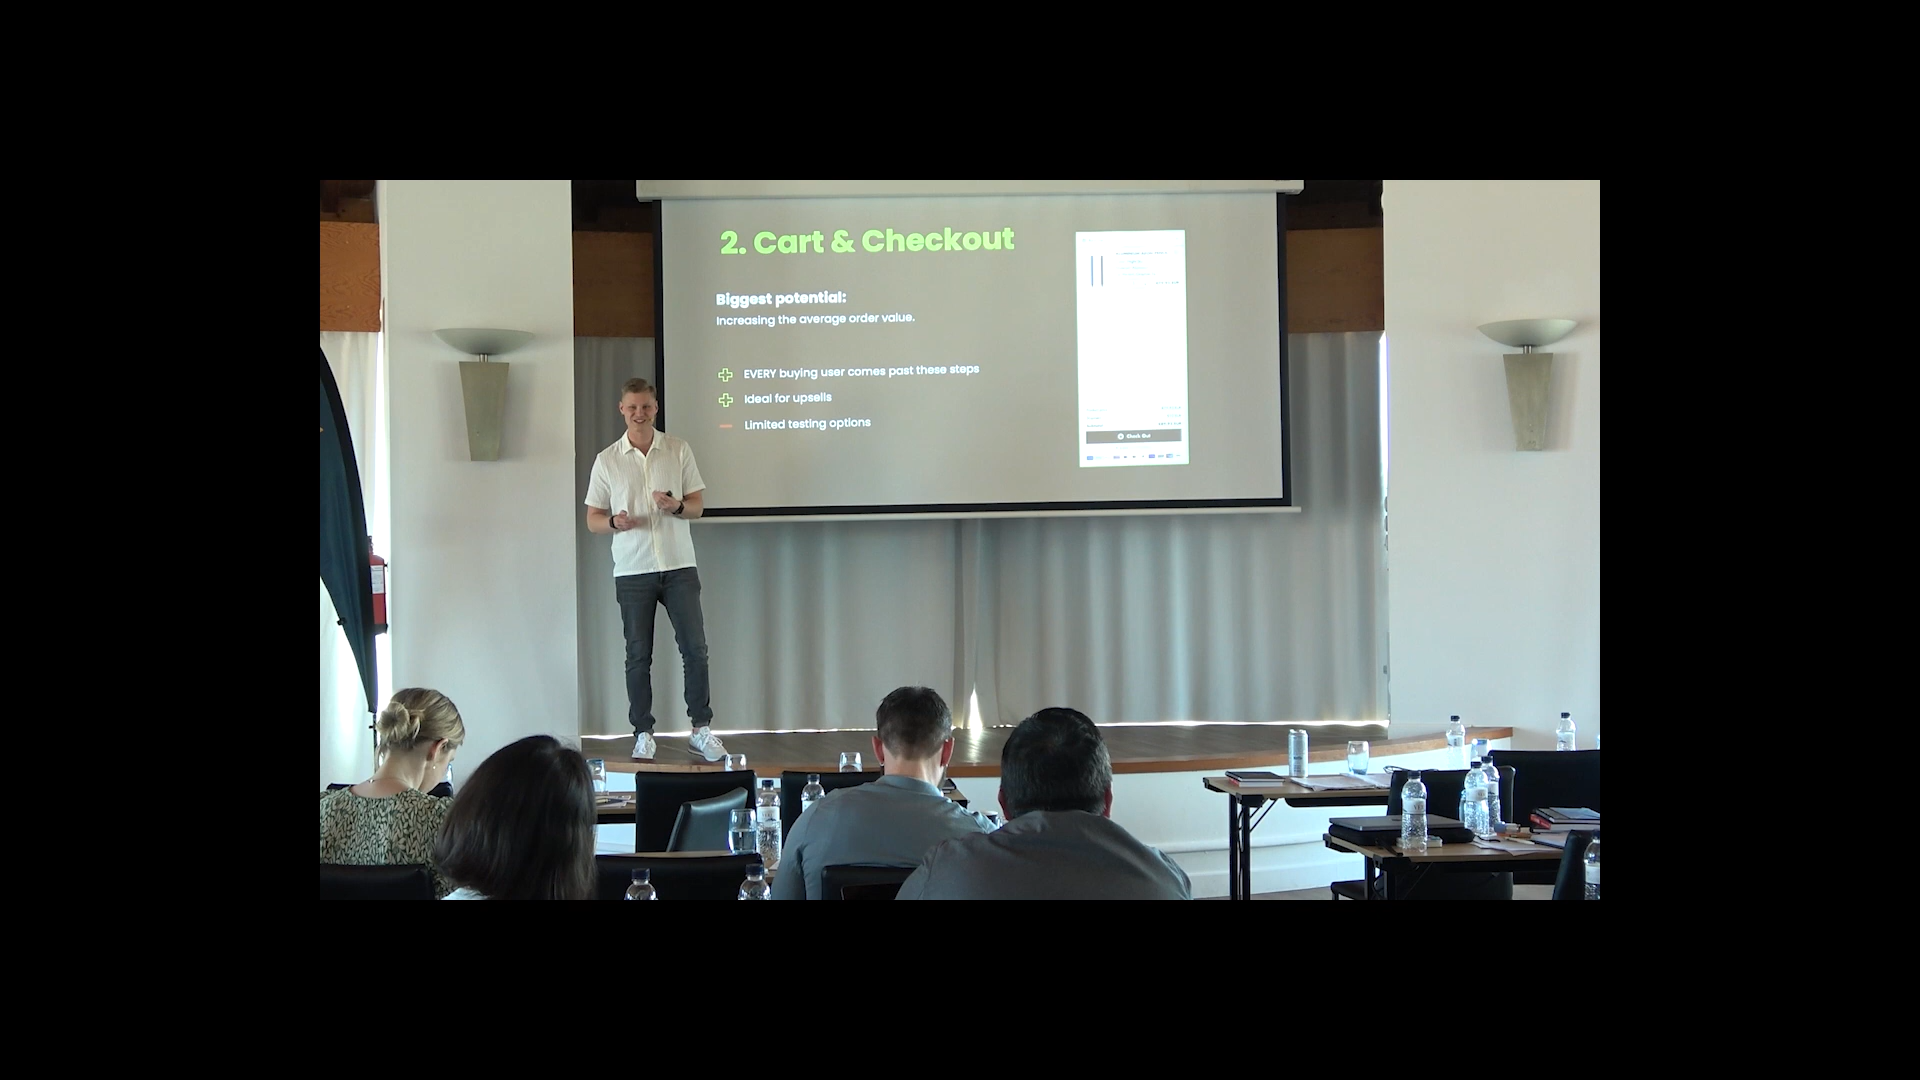 2. Cart & Checkout
Biggest potential:
Increasing the average order value.
EVERY buying user comes past these steps
Ideal for upsells
Limited testing options
Check Out